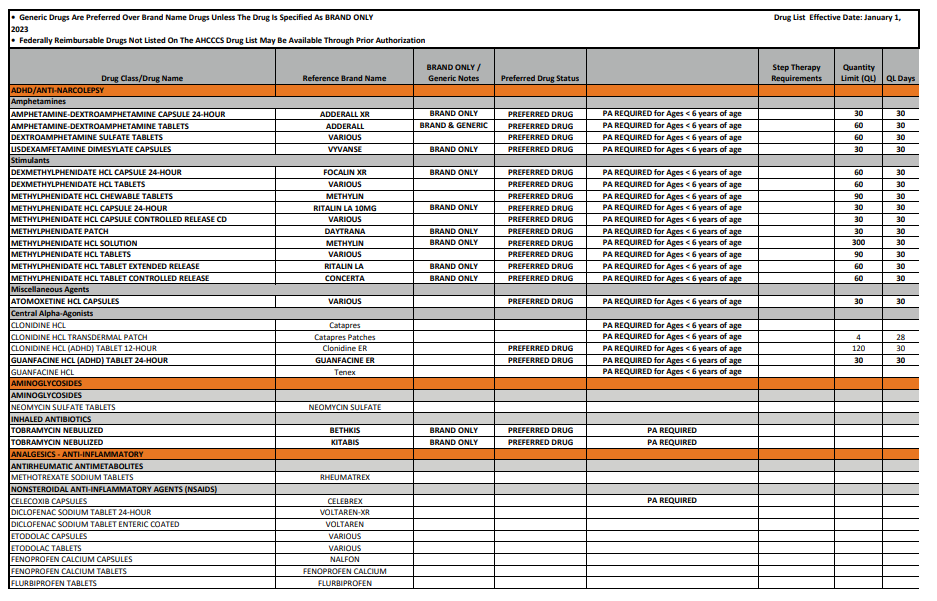 • Generic Drugs Are Preferred Over Brand Name Drugs Unless The Drug Is Specified As BRAND ONLY Drug List Effective Date: January 1,
2023
• Federally Reimbursable Drugs Not Listed On The AHCCCS Drug List May Be Available Through Prior Authorization
Drug Class/Drug Name Reference Brand Name BRAND ONLY / Generic Notes Preferred Drug Status Step Therapy Requirements Quantity Limit (QL) QL Days
ADHD/ANTI-NARCOLEPSY
Amphetamines
AMPHETAMINE-DEXTROAMPHETAMINE CAPSULE 24-HOUR ADDERALL XR BRAND ONLY PREFERRED DRUG PA REQUIRED for Ages < 6 years of age 30 30
AMPHETAMINE-DEXTROAMPHETAMINE TABLETS ADDERALL BRAND & GENERIC PREFERRED DRUG PA REQUIRED for Ages < 6 years of age 60 30
DEXTROAMPHETAMINE SULFATE TABLETS VARIOUS PREFERRED DRUG PA REQUIRED for Ages < 6 years of age 60 30
LISDEXAMFETAMINE DIMESYLATE CAPSULES VYVANSE BRAND ONLY PREFERRED DRUG PA REQUIRED for Ages < 6 years of age 30 30
Stimulants
DEXMETHYLPHENIDATE HCL CAPSULE 24-HOUR FOCALIN XR BRAND ONLY PREFERRED DRUG PA REQUIRED for Ages < 6 years of age 60 30
DEXMETHYLPHENIDATE HCL TABLETS VARIOUS PREFERRED DRUG PA REQUIRED for Ages < 6 years of age 60 30
METHYLPHENIDATE HCL CHEWABLE TABLETS METHYLIN PREFERRED DRUG PA REQUIRED for Ages < 6 years of age 90 30
METHYLPHENIDATE HCL CAPSULE 24-HOUR RITALIN LA 10MG BRAND ONLY PREFERRED DRUG PA REQUIRED for Ages < 6 years of age 30 30
METHYLPHENIDATE HCL CAPSULE CONTROLLED RELEASE CD VARIOUS PREFERRED DRUG PA REQUIRED for Ages < 6 years of age 30 30
METHYLPHENIDATE PATCH DAYTRANA BRAND ONLY PREFERRED DRUG PA REQUIRED for Ages < 6 years of age 30 30
METHYLPHENIDATE HCL SOLUTION METHYLIN BRAND ONLY PREFERRED DRUG PA REQUIRED for Ages < 6 years of age 300 30
METHYLPHENIDATE HCL TABLETS VARIOUS PREFERRED DRUG PA REQUIRED for Ages < 6 years of age 90 30
METHYLPHENIDATE HCL TABLET EXTENDED RELEASE RITALIN LA BRAND ONLY PREFERRED DRUG PA REQUIRED for Ages < 6 years of age 60 30
METHYLPHENIDATE HCL TABLET CONTROLLED RELEASE CONCERTA BRAND ONLY PREFERRED DRUG PA REQUIRED for Ages < 6 years of age 60 30
Miscellaneous Agents
ATOMOXETINE HCL CAPSULES VARIOUS PREFERRED DRUG PA REQUIRED for Ages < 6 years of age 30 30
Central Alpha-Agonists
CLONIDINE HCL Catapres PA REQUIRED for Ages < 6 years of age
CLONIDINE HCL TRANSDERMAL PATCH Catapres Patches PA REQUIRED for Ages < 6 years of age 4 28
CLONIDINE HCL (ADHD) TABLET 12-HOUR Clonidine ER PREFERRED DRUG PA REQUIRED for Ages < 6 years of age 120 30
GUANFACINE HCL (ADHD) TABLET 24-HOUR GUANFACINE ER PREFERRED DRUG PA REQUIRED for Ages < 6 years of age 30 30
GUANFACINE HCL Tenex PA REQUIRED for Ages < 6 years of age
AMINOGLYCOSIDES
AMINOGLYCOSIDES
NEOMYCIN SULFATE TABLETS NEOMYCIN SULFATE
INHALED ANTIBIOTICS
TOBRAMYCIN NEBULIZED BETHKIS BRAND ONLY PREFERRED DRUG PA REQUIRED
TOBRAMYCIN NEBULIZED KITABIS BRAND ONLY PREFERRED DRUG PA REQUIRED
ANALGESICS - ANTI-INFLAMMATORY
ANTIRHEUMATIC ANTIMETABOLITES
METHOTREXATE SODIUM TABLETS RHEUMATREX
NONSTEROIDAL ANTI-INFLAMMATORY AGENTS (NSAIDS)
CELECOXIB CAPSULES CELEBREX PA REQUIRED
DICLOFENAC SODIUM TABLET 24-HOUR VOLTAREN-XR
DICLOFENAC SODIUM TABLET ENTERIC COATED VOLTAREN
ETODOLAC CAPSULES VARIOUS
ETODOLAC TABLETS VARIOUS
FENOPROFEN CALCIUM CAPSULES NALFON
FENOPROFEN CALCIUM TABLETS FENOPROFEN CALCIUM
FLURBIPROFEN TABLETS FLURBIPROFEN